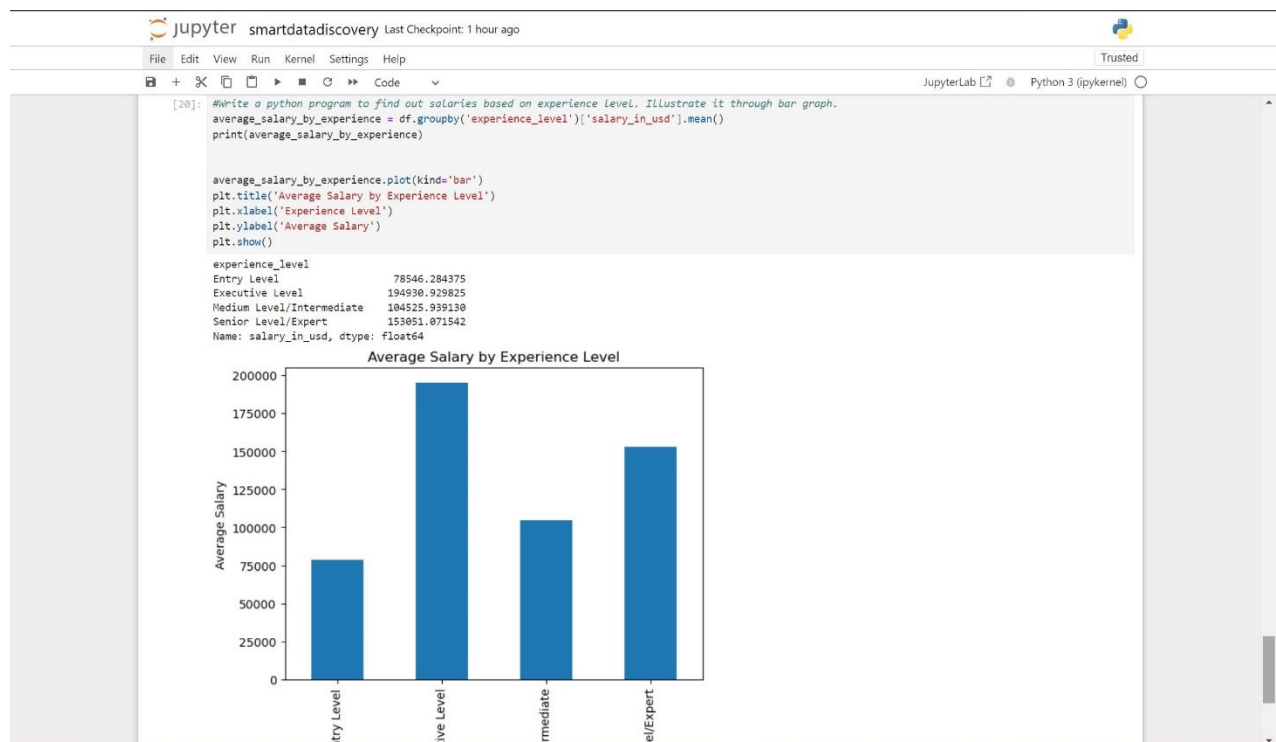 jupyter smartdatadiscovery Last Checkpoint: 1 hour ago
File Edit View Run Kernel Settings Help Trusted
Code JupyterLab Python 3 (ipykernel)
[20]: #Write a python program to find out salaries based on experience level. Illustrate it through bar graph.
average_salary_by_experience = df.groupby('experience_level')['salary_in_usd'].mean()
print(average_salary_by_experience)
average_salary_by_experience.plot(kind='bar')
plt.title('Average Salary by Experience Level')
plt.xlabel('Experience Level')
plt.ylabel('Average Salary')
plt.show()
experience_level
Entry Level 78546.284375
Executive Level 194930.929825
Medium Level/Intermediate 104525.939130
Senior Level/Expert 153051.071542
Name: salary_in_usd, dtype: float64
Average Salary by Experience Level
200000
175000
150000
125000
100000
75000
50000
25000
0
Average Salary
try Level
tive Level
rmediate
el/Expert